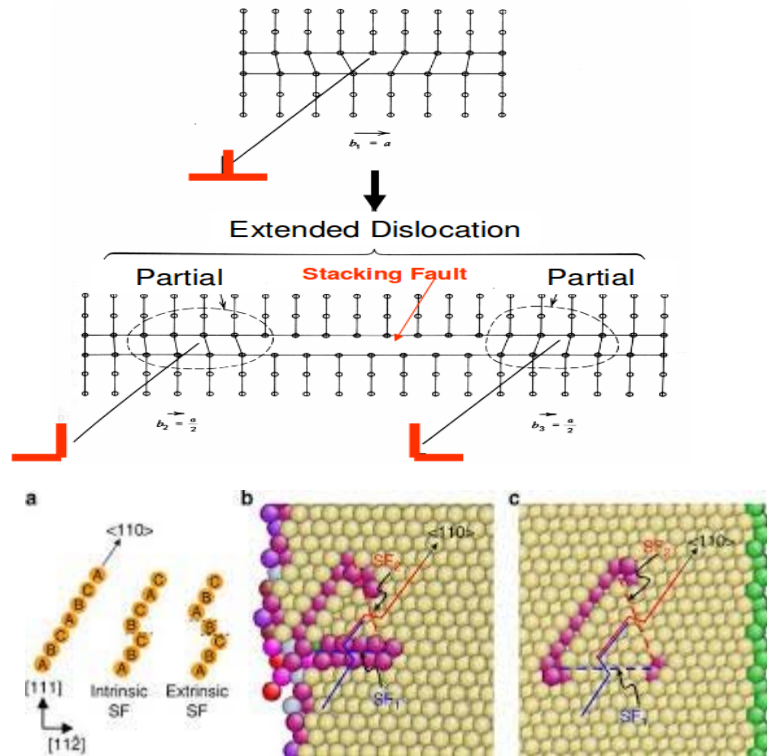 b₁ = a
Extended Dislocation
Partial
Stacking Fault
Partial
b₂ = a/2
b₃ = a/2
a
<110>
A
C
B
A
C
B
A
[111]
[112̄]
C
A
C
B
C
B
A
Intrinsic
SF
C
B
A
B
C
B
A
Extrinsic
SF
b
<110>
SF₂
SF₁
c
<110>
SF₂
SF₁